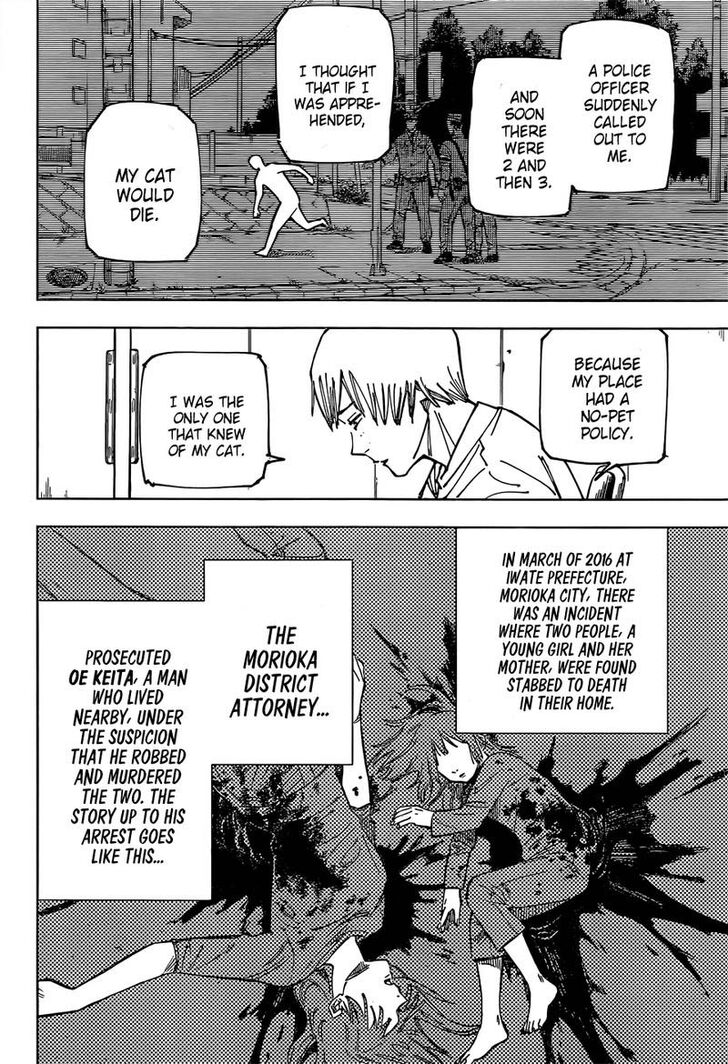 A POLICE
OFFICER
SUDDENLY
CALLED
OUT TO
ME.
AND
SOON
THERE
WERE
2 AND
THEN 3.
I THOUGHT
THAT IF I
WAS APPRE-
HENDED,
MY CAT
WOULD
DIE.
BECAUSE
MY PLACE
HAD A
NO-PET
POLICY.
I WAS THE
ONLY ONE
THAT KNEW
OF MY CAT.
IN MARCH OF 2016 AT
IWATE PREFECTURE,
MORIOKA CITY, THERE
WAS AN INCIDENT
WHERE TWO PEOPLE, A
YOUNG GIRL AND HER
MOTHER, WERE FOUND
STABBED TO DEATH
IN THEIR HOME.
THE
MORIOKA
DISTRICT
ATTORNEY...
PROSECUTED
OE KEITA, A MAN
WHO LIVED
NEARBY, UNDER
THE SUSPICION
THAT HE ROBBED
AND MURDERED
THE TWO. THE
STORY UP TO HIS
ARREST GOES
LIKE THIS...